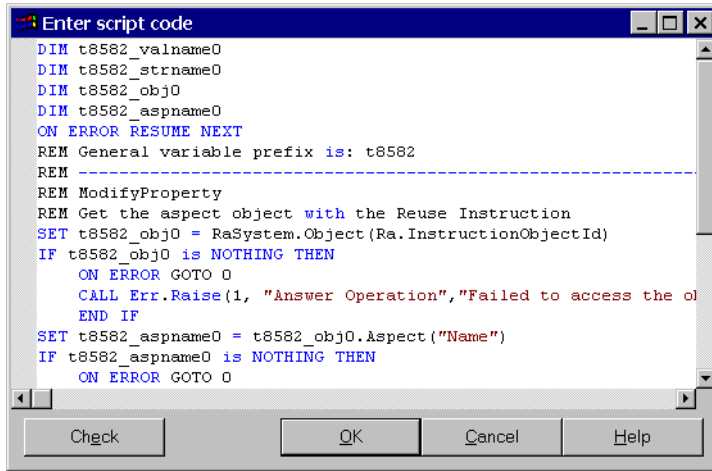 Enter script code
DIM t8582_valname0
DIM t8582_strname0
DIM t8582_obj0
DIM t8582_aspname0
ON ERROR RESUME NEXT
REM General variable prefix is: t8582
REM ------------------------------------------------------------
REM ModifyProperty
REM Get the aspect object with the Reuse Instruction
SET t8582_obj0 = RaSystem.Object(Ra.InstructionObjectId)
IF t8582_obj0 is NOTHING THEN
    ON ERROR GOTO 0
    CALL Err.Raise(1, "Answer Operation","Failed to access the
    END IF
SET t8582_aspname0 = t8582_obj0.Aspect("Name")
IF t8582_aspname0 is NOTHING THEN
    ON ERROR GOTO 0
Check OK Cancel Help